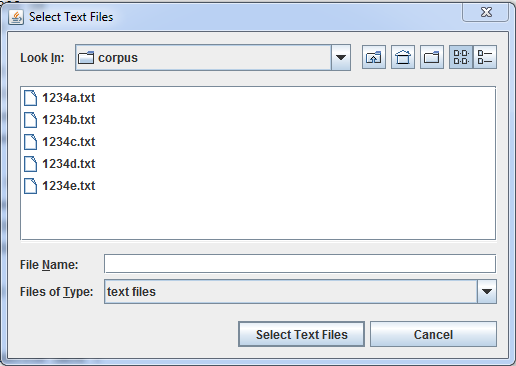 Select Text Files
Look In: corpus
1234a.txt
1234b.txt
1234c.txt
1234d.txt
1234e.txt
File Name:
Files of Type: text files
Select Text Files Cancel